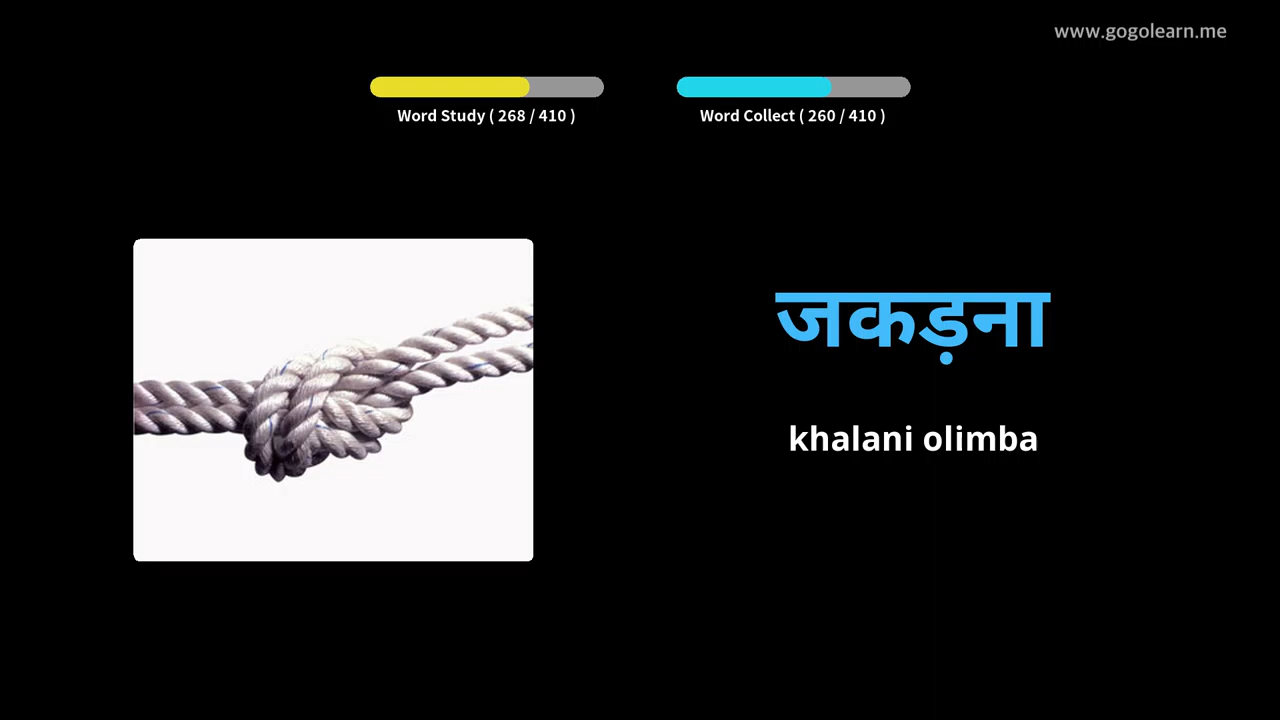 www.gogolearn.me
Word Study ( 268 / 410 )
Word Collect ( 260 / 410 )
जकड़ना
khalani olimba